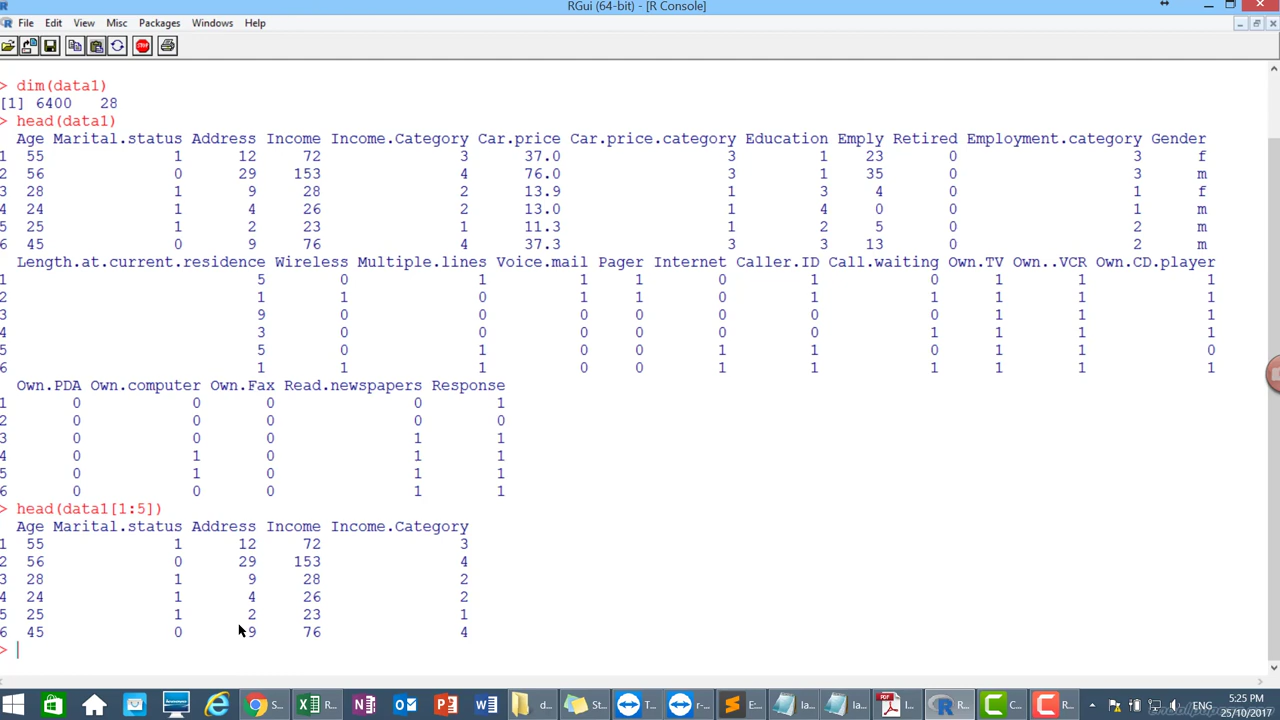 RGui (64-bit) - [R Console]
File Edit View Misc Packages Windows Help
> dim(data1)
[1] 6400 28
> head(data1)
Age Marital.status Address Income Income.Category Car.price Car.price.category Education Emply Retired Employment.category Gender
1 55 1 12 72 3 37.0 3 1 23 0 3 f
2 56 0 29 153 4 76.0 3 1 35 0 3 m
3 28 1 9 28 2 13.9 1 3 4 0 1 f
4 24 1 4 26 2 13.0 1 4 0 0 1 m
5 25 1 2 23 1 11.3 1 2 5 0 2 m
6 45 0 9 76 4 37.3 3 3 13 0 2 m
Length.at.current.residence Wireless Multiple.lines Voice.mail Pager Internet Caller.ID Call.waiting Own.TV Own..VCR Own.CD.player
1 5 0 1 1 1 0 1 0 1 1 1
2 1 1 0 1 1 0 1 1 1 1 1
3 9 0 0 0 0 0 0 0 1 1 1
4 3 0 0 0 0 0 0 1 1 1 1
5 5 0 1 0 0 1 1 0 1 1 0
6 1 1 1 0 0 1 1 1 1 1 1
Own.PDA Own.computer Own.Fax Read.newspapers Response
1 0 0 0 0 1
2 0 0 0 0 0
3 0 0 0 1 1
4 0 1 0 1 1
5 0 1 0 1 1
6 0 0 0 1 1
> head(data1[1:5])
Age Marital.status Address Income Income.Category
1 55 1 12 72 3
2 56 0 29 153 4
3 28 1 9 28 2
4 24 1 4 26 2
5 25 1 2 23 1
6 45 0 9 76 4
>
S... R... d... St... T... r-... E... la... la... l... R... C... R... ENG 5:25 PM
25/10/2017